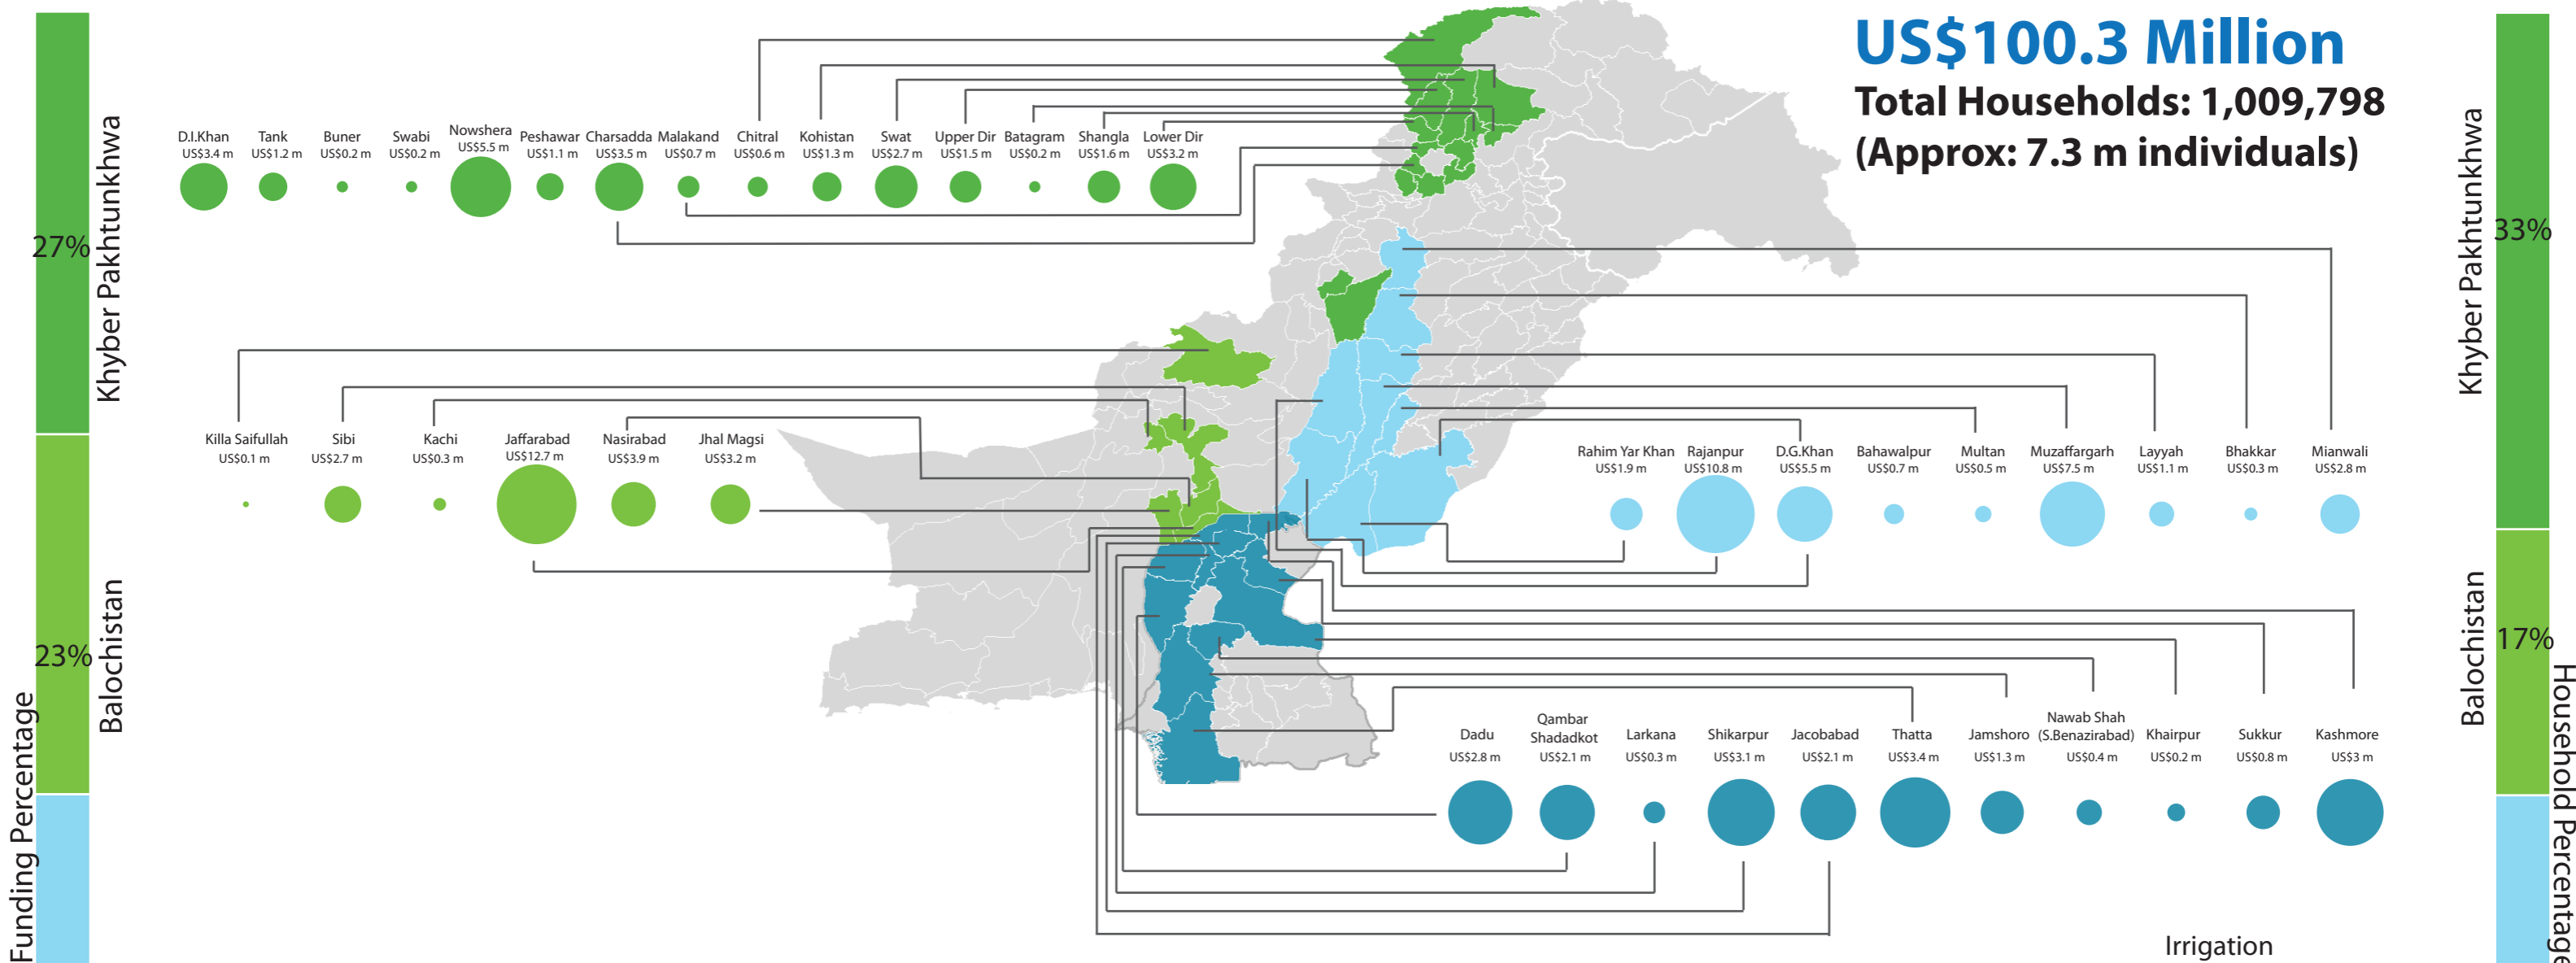 US$100.3 Million
Total Households: 1,009,798
(Approx: 7.3 m individuals)
27%
Khyber Pakhtunkhwa
23%
Balochistan
Funding Percentage
D.I.Khan
US$3.4 m
Tank
US$1.2 m
Buner
US$0.2 m
Swabi
US$0.2 m
Nowshera
US$5.5 m
Peshawar
US$1.1 m
Charsadda
US$3.5 m
Malakand
US$0.7 m
Chitral
US$0.6 m
Kohistan
US$1.3 m
Swat
US$2.7 m
Upper Dir
US$1.5 m
Batagram
US$0.2 m
Shangla
US$1.6 m
Lower Dir
US$3.2 m
Killa Saifullah
US$0.1 m
Sibi
US$2.7 m
Kachi
US$0.3 m
Jaffarabad
US$12.7 m
Nasirabad
US$3.9 m
Jhal Magsi
US$3.2 m
Rahim Yar Khan
US$1.9 m
Rajanpur
US$10.8 m
D.G.Khan
US$5.5 m
Bahawalpur
US$0.7 m
Multan
US$0.5 m
Muzaffargarh
US$7.5 m
Layyah
US$1.1 m
Bhakkar
US$0.3 m
Mianwali
US$2.8 m
Dadu
US$2.8 m
Qambar
Shadadkot
US$2.1 m
Larkana
US$0.3 m
Shikarpur
US$3.1 m
Jacobabad
US$2.1 m
Thatta
US$3.4 m
Jamshoro
US$1.3 m
Nawab Shah
(S.Benazirabad)
US$0.4 m
Khairpur
US$0.2 m
Sukkur
US$0.8 m
Kashmore
US$3 m
Irrigation
33%
Khyber Pakhtunkhwa
17%
Balochistan
Household Percentage